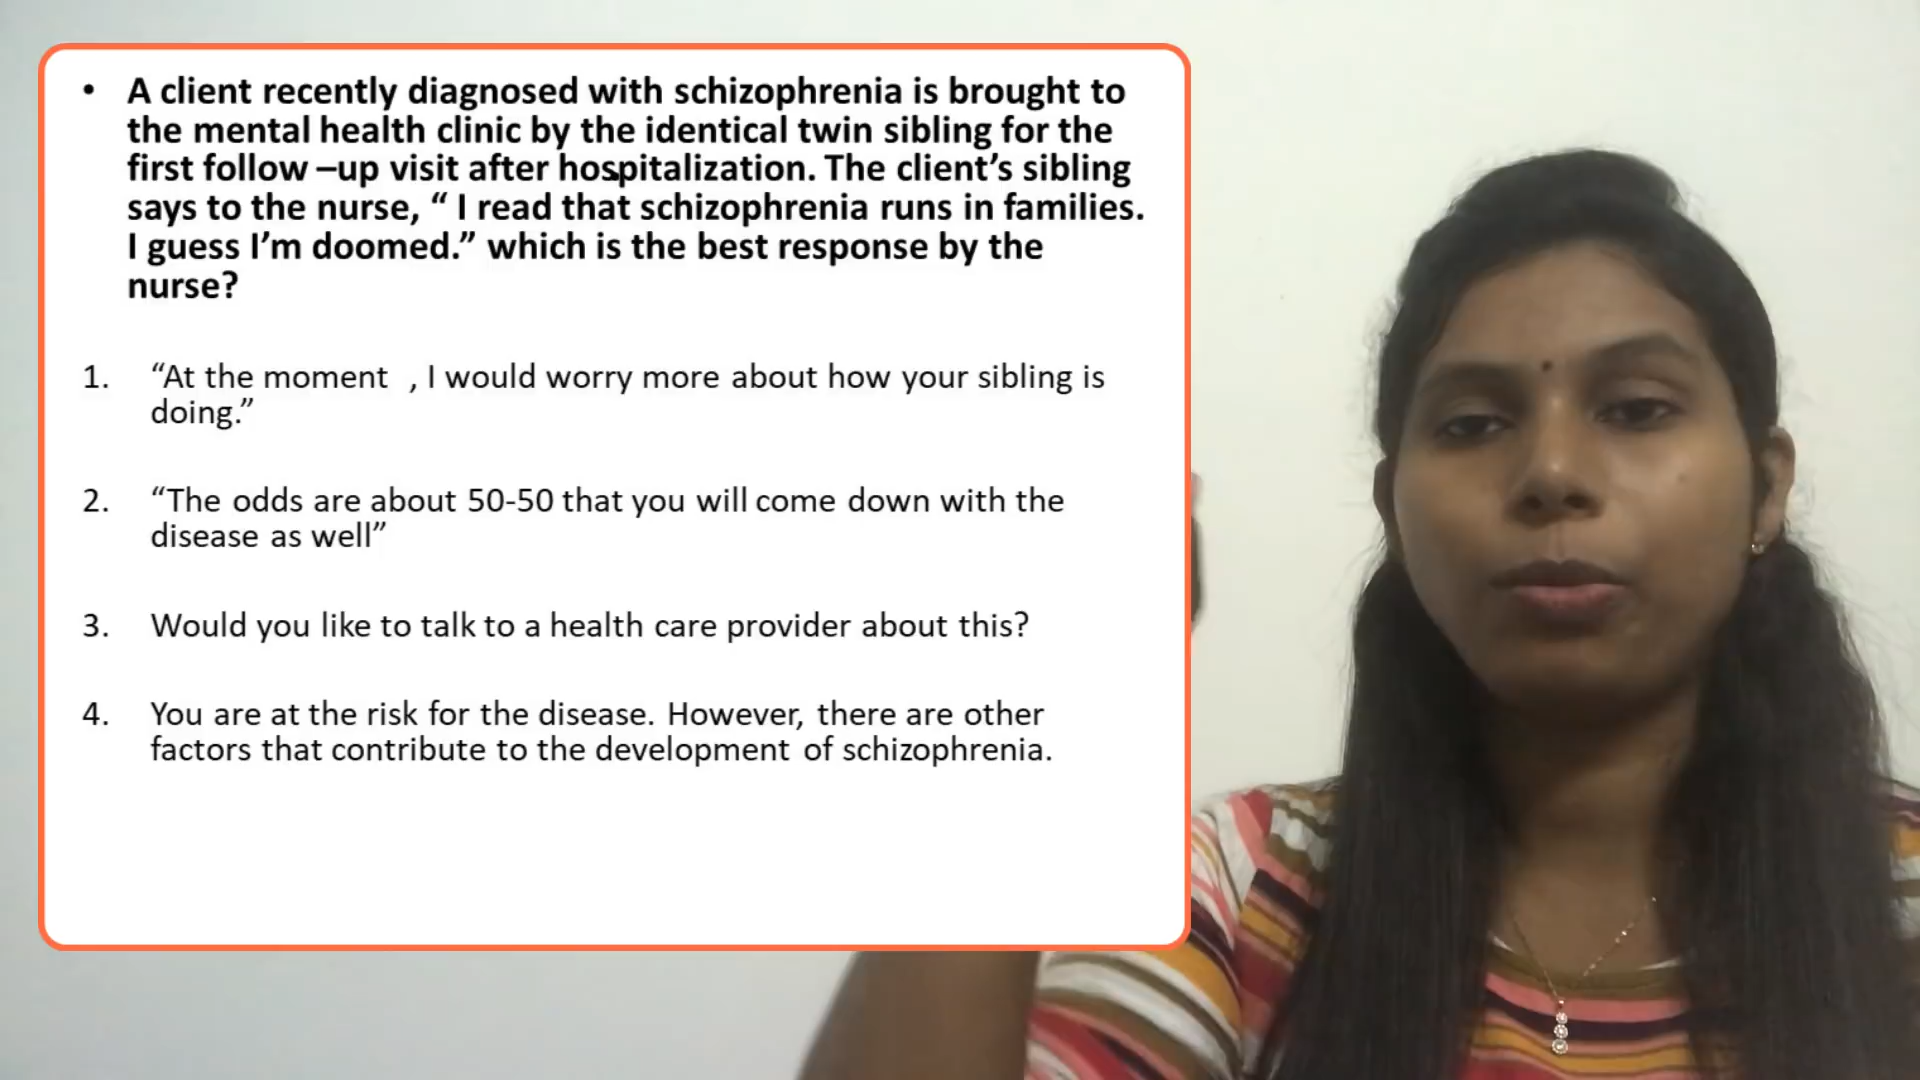 • A client recently diagnosed with schizophrenia is brought to
the mental health clinic by the identical twin sibling for the
first follow –up visit after hospitalization. The client’s sibling
says to the nurse, “ I read that schizophrenia runs in families.
I guess I’m doomed.” which is the best response by the
nurse?
1. “At the moment , I would worry more about how your sibling is
doing.”
2. “The odds are about 50-50 that you will come down with the
disease as well”
3. Would you like to talk to a health care provider about this?
4. You are at the risk for the disease. However, there are other
factors that contribute to the development of schizophrenia.